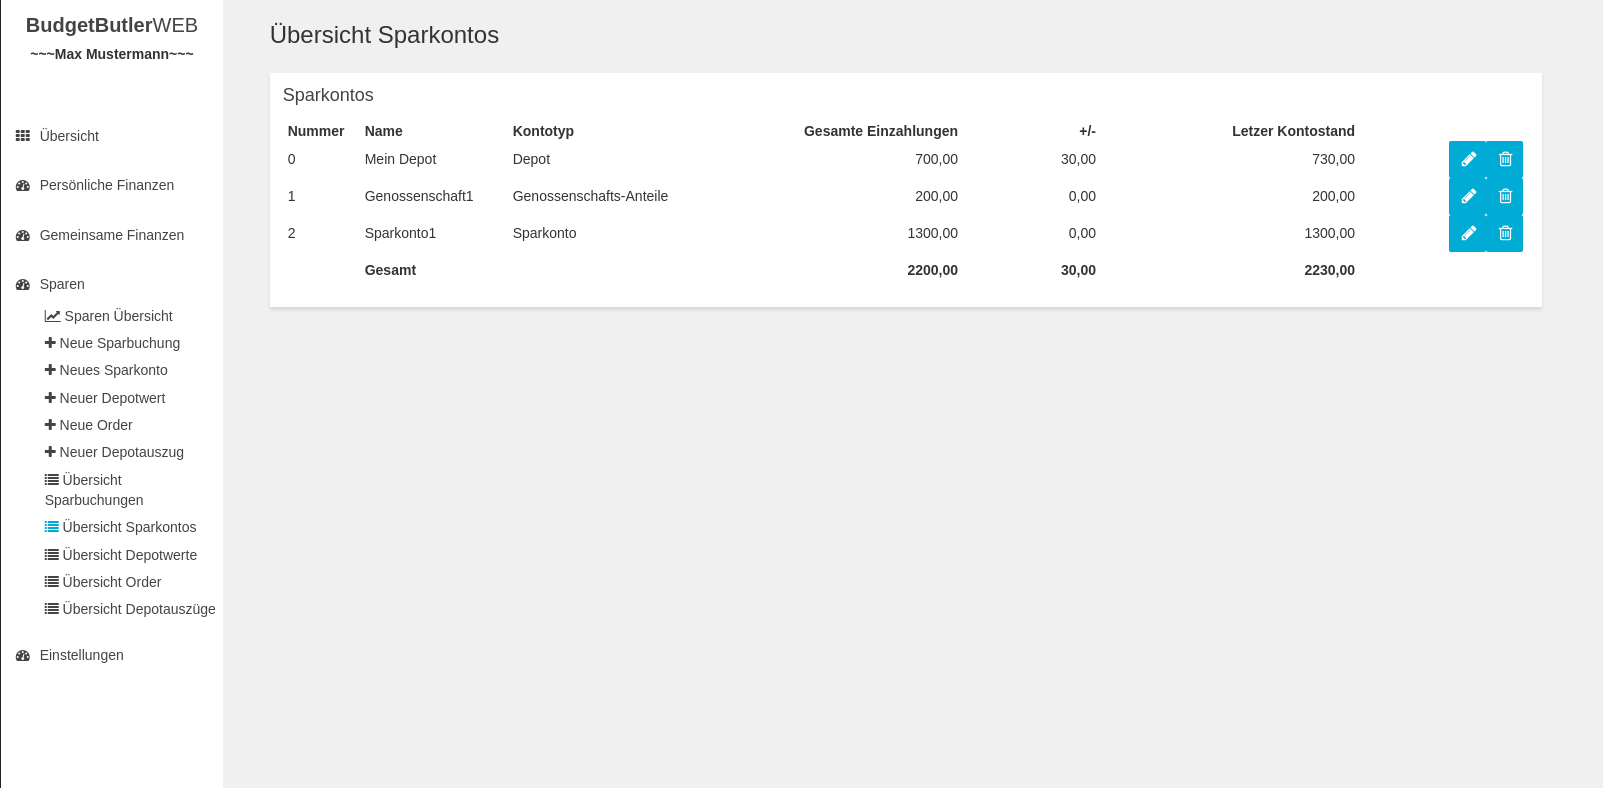 BudgetButlerWEB
~~~Max Mustermann~~~
Übersicht
Persönliche Finanzen
Gemeinsame Finanzen
Sparen
Sparen Übersicht
Neue Sparbuchung
Neues Sparkonto
Neuer Depotwert
Neue Order
Neuer Depotauszug
Übersicht
Sparbuchungen
Übersicht Sparkontos
Übersicht Depotwerte
Übersicht Order
Übersicht Depotauszüge
Einstellungen
Übersicht Sparkontos
Sparkontos
Nummer Name Kontotyp Gesamte Einzahlungen +/- Letzer Kontostand
0 Mein Depot Depot 700,00 30,00 730,00
1 Genossenschaft1 Genossenschafts-Anteile 200,00 0,00 200,00
2 Sparkonto1 Sparkonto 1300,00 0,00 1300,00
Gesamt 2200,00 30,00 2230,00